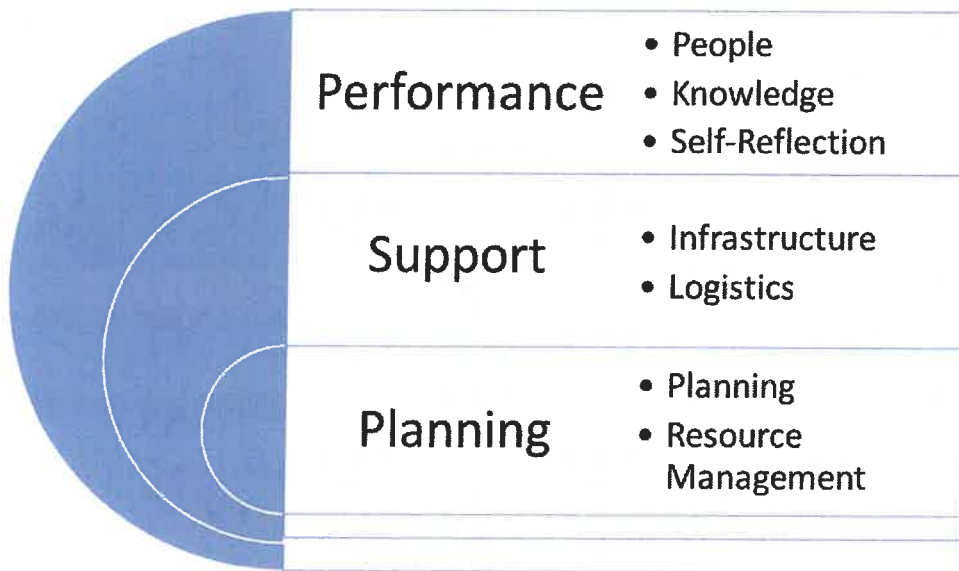 Performance
• People
• Knowledge
• Self-Reflection
Support
• Infrastructure
• Logistics
Planning
• Planning
• Resource
Management